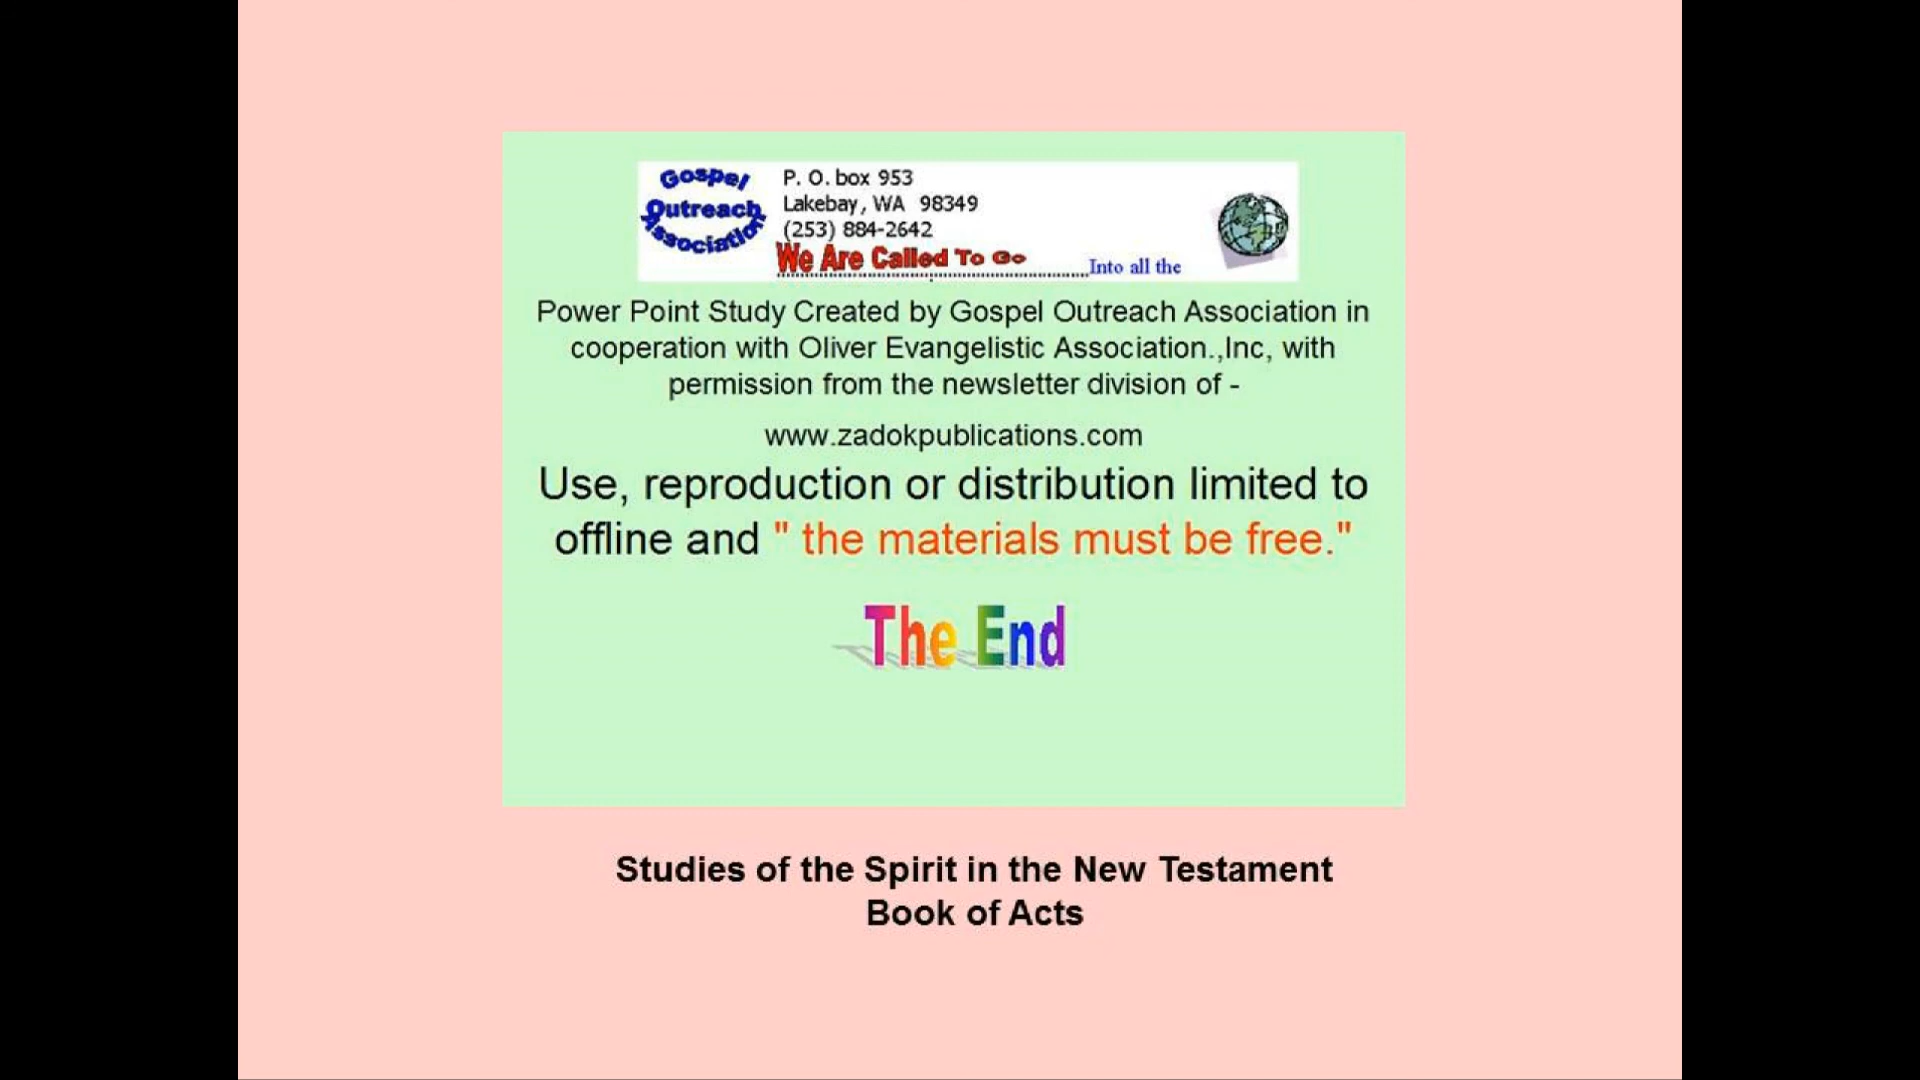 Gospel
Outreach
Association
P. O. box 953
Lakebay, WA 98349
(253) 884-2642
We Are Called To Go
Into all the
Power Point Study Created by Gospel Outreach Association in
cooperation with Oliver Evangelistic Association.,Inc, with
permission from the newsletter division of -
www.zadokpublications.com
Use, reproduction or distribution limited to
offline and " the materials must be free."
The End
Studies of the Spirit in the New Testament
Book of Acts